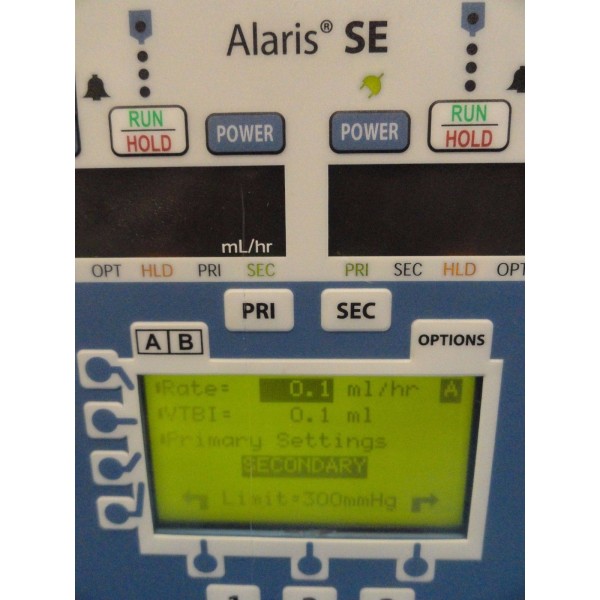 Alaris® SE
RUN
HOLD
POWER
POWER
RUN
HOLD
mL/hr
OPT HLD PRI SEC
PRI SEC HLD OPT
PRI SEC
A B
OPTIONS
Rate= 0.1 ml/hr A
VTBI= 0.1 ml
Primary Settings
SECONDARY
Limit=300mmHg